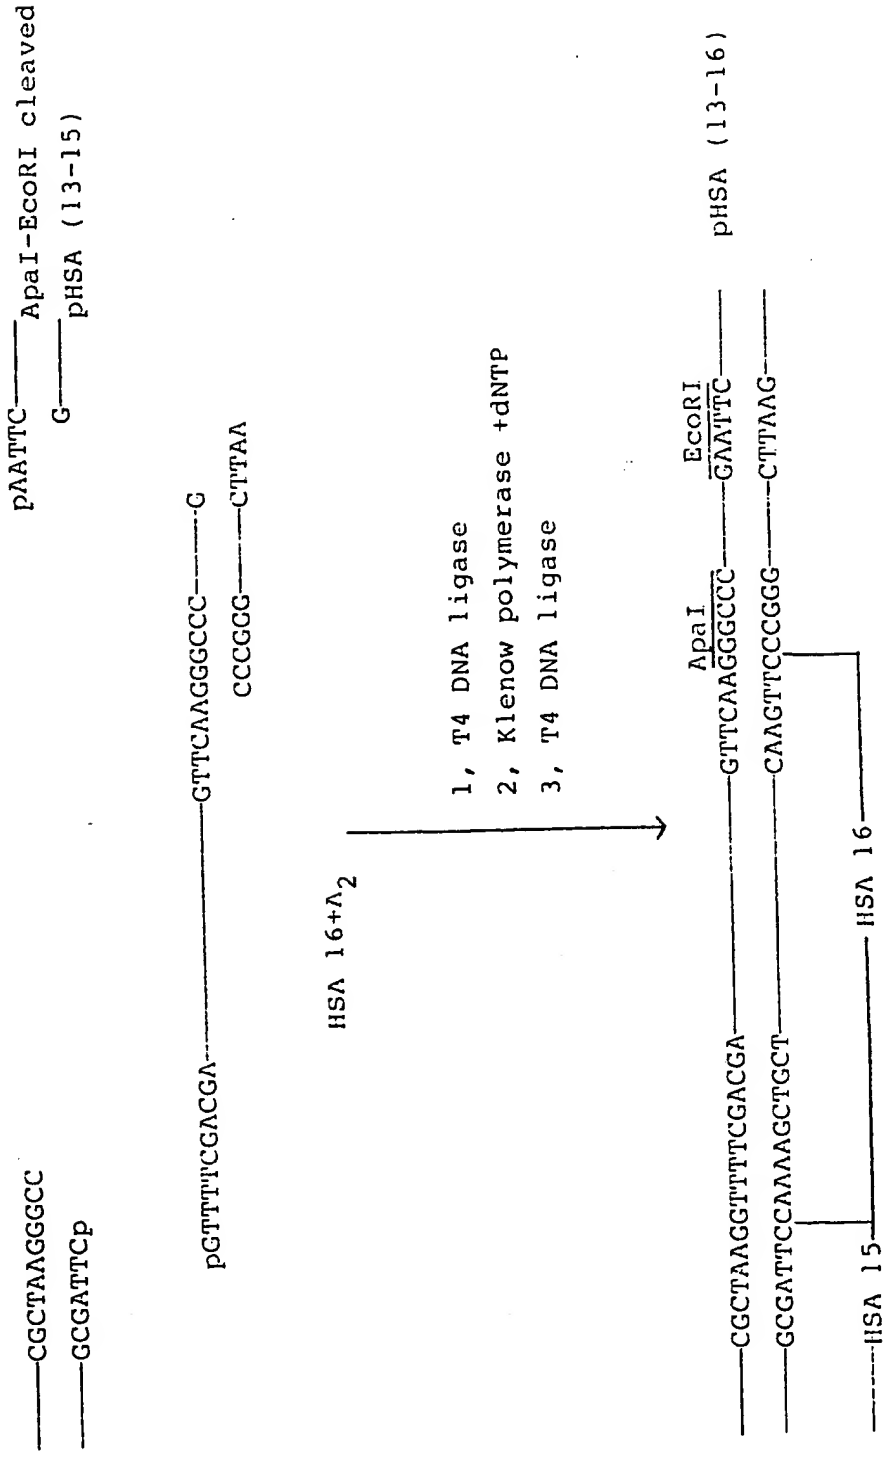 pAATTC ApaI-EcoRI cleaved
G pHSA (13-15)
CGCTAAGGGCC
GCGATTCp
pGTTTTCGACGA GTTCAAGGGCCC G
CCCGGG CTTAA
HSA 16+A2
1, T4 DNA ligase
2, Klenow polymerase +dNTP
3, T4 DNA ligase
ApaI EcoRI
CGCTAAGGTTTTCGACGA GTTCAAGGGCCC GAATTC pHSA (13-16)
GCGATTCCAAAAGCTGCT CAAGTTCCCGGG CTTAAG
HSA 15 HSA 16